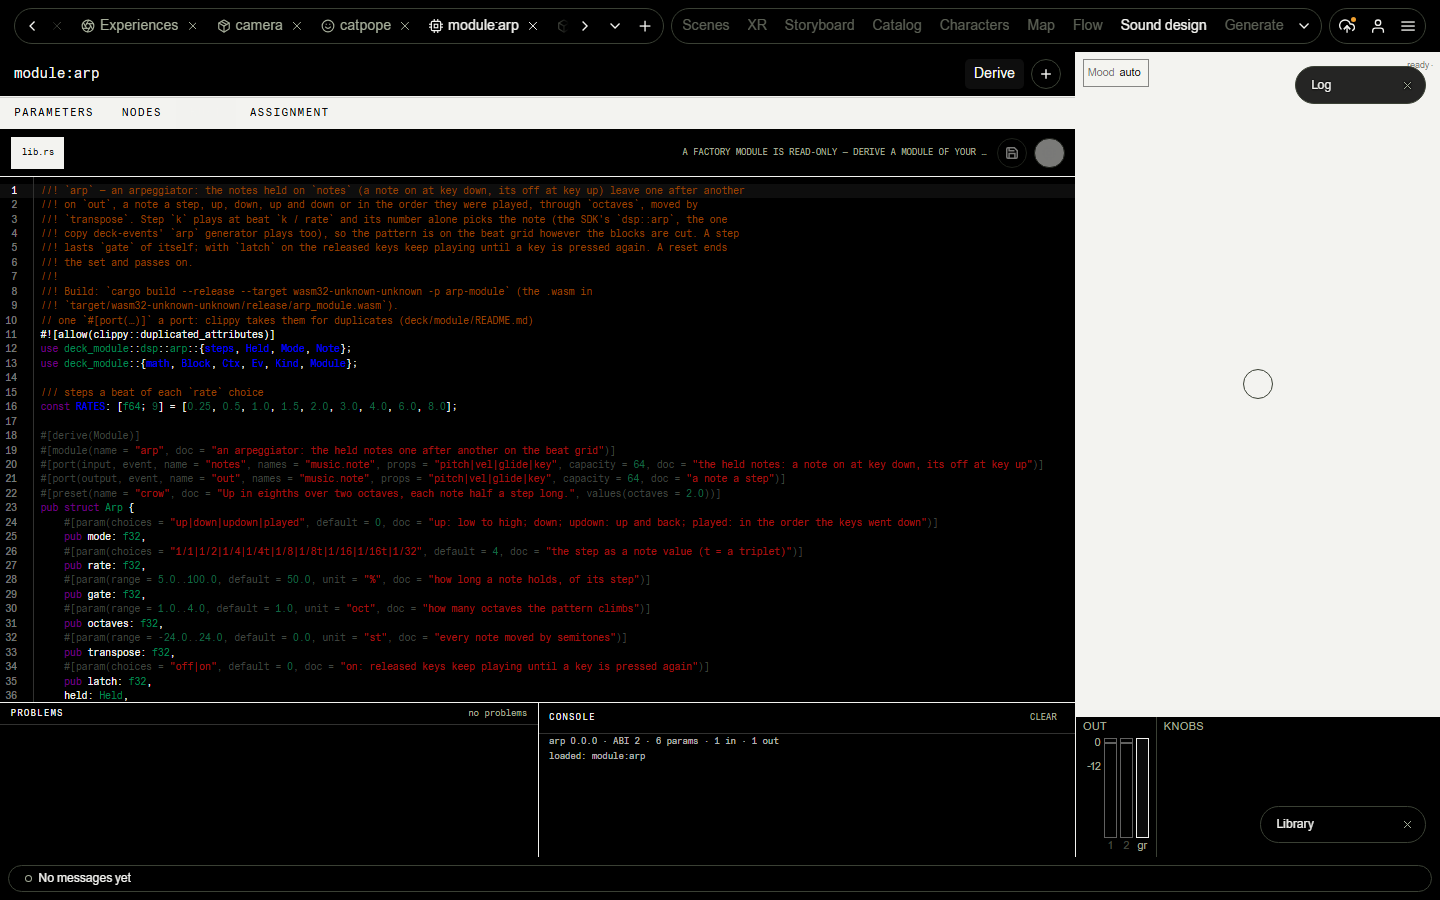 Experiences
camera
catpope
module:arp
Scenes
XR
Storyboard
Catalog
Characters
Map
Flow
Sound design
Generate
module:arp
Derive
Mood auto
ready ·
Log
PARAMETERS
NODES
ASSIGNMENT
lib.rs
A FACTORY MODULE IS READ-ONLY — DERIVE A MODULE OF YOUR …
1 //! `arp` — an arpeggiator: the notes held on `notes` (a note on at key down, its off at key up) leave one after another
2 //! on `out`, a note a step, up, down, up and down or in the order they were played, through `octaves`, moved by
3 //! `transpose`. Step `k` plays at beat `k / rate` and its number alone picks the note (the SDK's `dsp::arp`, the one
4 //! copy deck-events' `arp` generator plays too), so the pattern is on the beat grid however the blocks are cut. A step
5 //! lasts `gate` of itself; with `latch` on the released keys keep playing until a key is pressed again. A reset ends
6 //! the set and passes on.
7 //!
8 //! Build: `cargo build --release --target wasm32-unknown-unknown -p arp-module` (the .wasm in
9 //! `target/wasm32-unknown-unknown/release/arp_module.wasm`).
10 // one `#[port(…)]` a port: clippy takes them for duplicates (deck/module/README.md)
11 #![allow(clippy::duplicated_attributes)]
12 use deck_module::dsp::arp::{steps, Held, Mode, Note};
13 use deck_module::{math, Block, Ctx, Ev, Kind, Module};
14
15 /// steps a beat of each `rate` choice
16 const RATES: [f64; 9] = [0.25, 0.5, 1.0, 1.5, 2.0, 3.0, 4.0, 6.0, 8.0];
17
18 #[derive(Module)]
19 #[module(name = "arp", doc = "an arpeggiator: the held notes one after another on the beat grid")]
20 #[port(input, event, name = "notes", names = "music.note", props = "pitch|vel|glide|key", capacity = 64, doc = "the held notes: a note on at key down, its off at key up")]
21 #[port(output, event, name = "out", names = "music.note", props = "pitch|vel|glide|key", capacity = 64, doc = "a note a step")]
22 #[preset(name = "crow", doc = "Up in eighths over two octaves, each note half a step long.", values(octaves = 2.0))]
23 pub struct Arp {
24 #[param(choices = "up|down|updown|played", default = 0, doc = "up: low to high; down; updown: up and back; played: in the order the keys went down")]
25 pub mode: f32,
26 #[param(choices = "1/1|1/2|1/4|1/4t|1/8|1/8t|1/16|1/16t|1/32", default = 4, doc = "the step as a note value (t = a triplet)")]
27 pub rate: f32,
28 #[param(range = 5.0..100.0, default = 50.0, unit = "%", doc = "how long a note holds, of its step")]
29 pub gate: f32,
30 #[param(range = 1.0..4.0, default = 1.0, unit = "oct", doc = "how many octaves the pattern climbs")]
31 pub octaves: f32,
32 #[param(range = -24.0..24.0, default = 0.0, unit = "st", doc = "every note moved by semitones")]
33 pub transpose: f32,
34 #[param(choices = "off|on", default = 0, doc = "on: released keys keep playing until a key is pressed again")]
35 pub latch: f32,
36 held: Held,
PROBLEMS
no problems
CONSOLE
CLEAR
arp 0.0.0 · ABI 2 · 6 params · 1 in · 1 out
loaded: module:arp
OUT
0
-12
1 2 gr
KNOBS
Library
No messages yet